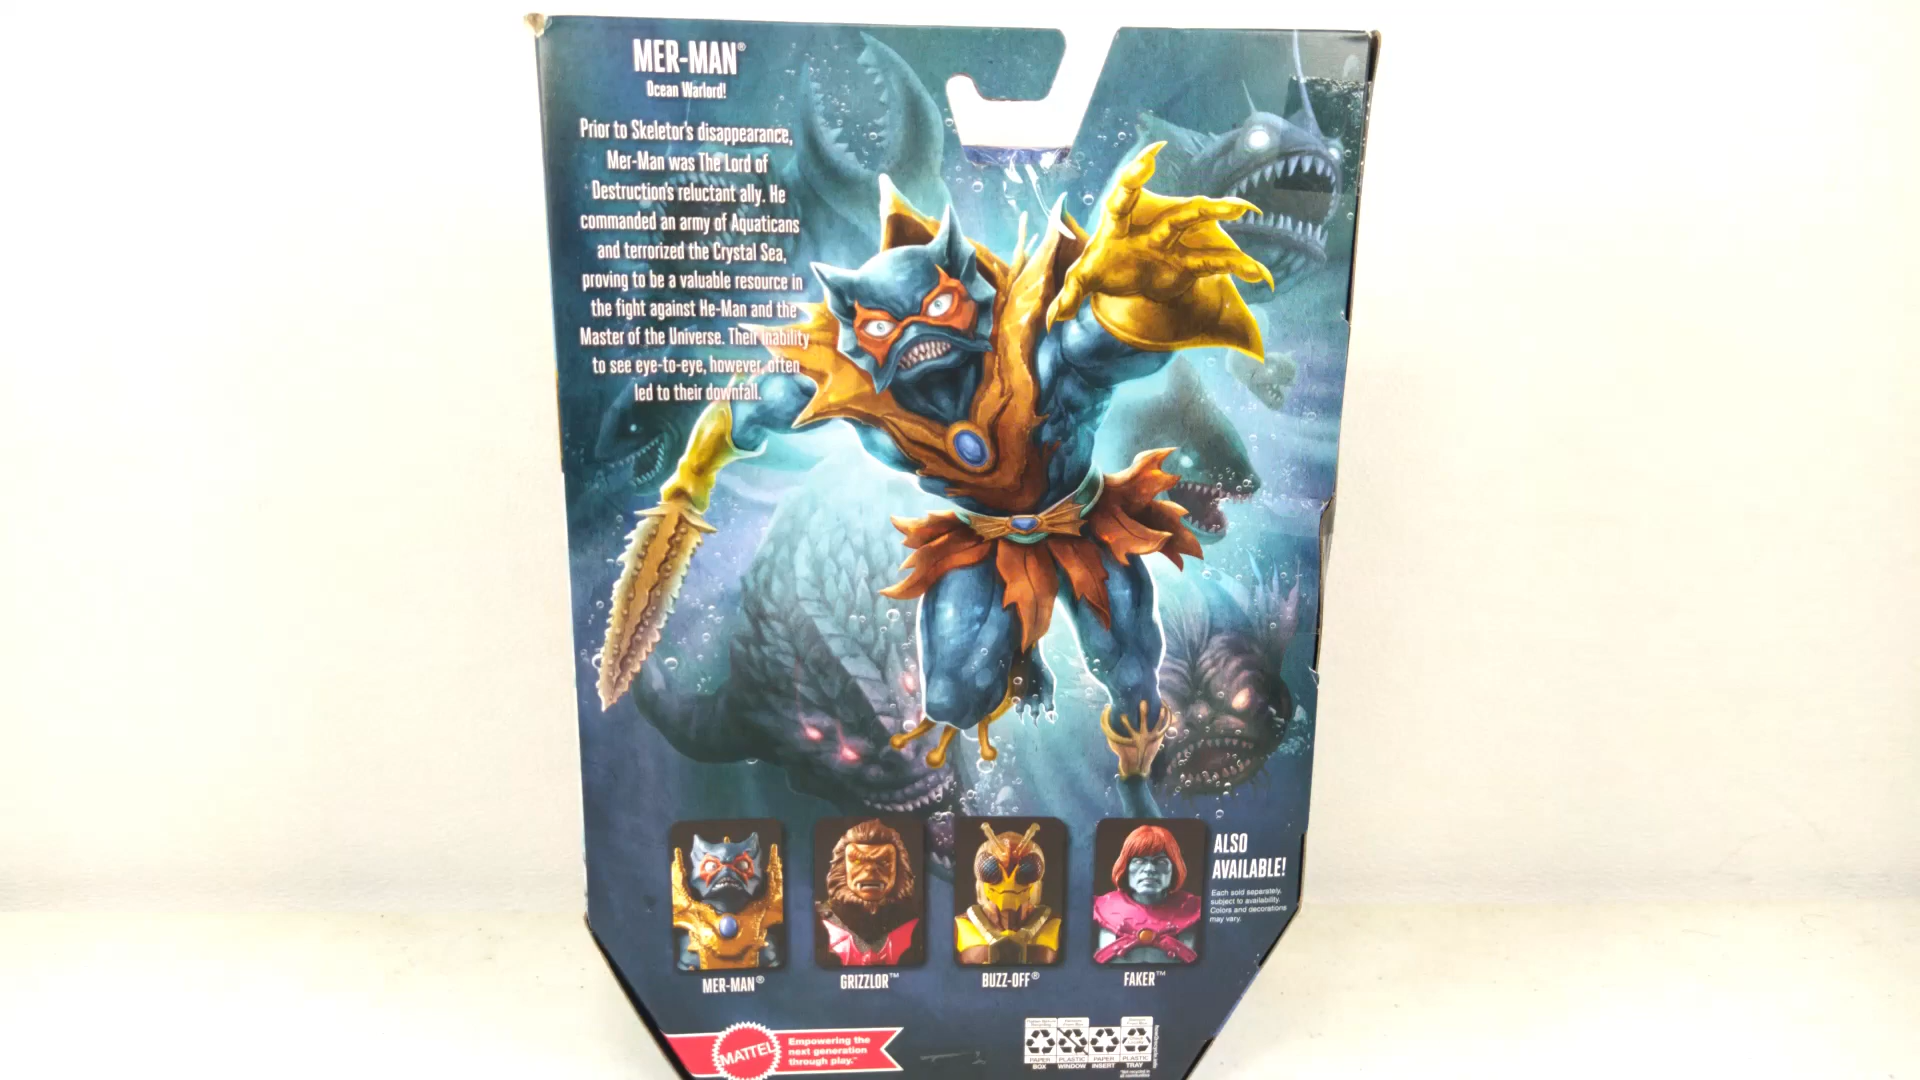 MER-MAN®
Ocean Warlord!
Prior to Skeletor's disappearance,
Mer-Man was The Lord of
Destruction's reluctant ally. He
commanded an army of Aquaticans
and terrorized the Crystal Sea,
proving to be a valuable resource in
the fight against He-Man and the
Master of the Universe. Their inability
to see eye-to-eye, however, often
led to their downfall.
MER-MAN®
GRIZZLOR™
BUZZ-OFF®
FAKER™
ALSO
AVAILABLE!
Each sold separately,
subject to availability.
Colors and decorations
may vary.
MATTEL
Empowering the
next generation
through play.™
PAPER PLASTIC PAPER PLASTIC
BOX WINDOW INSERT TRAY